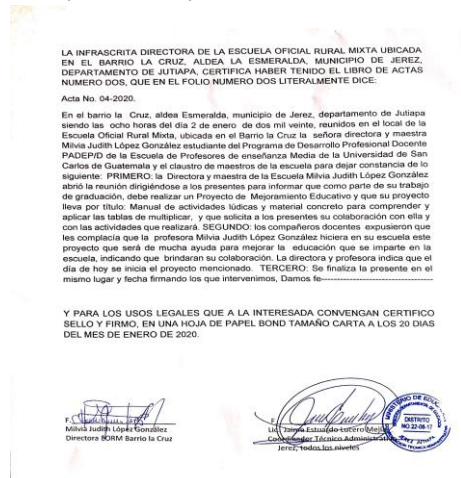 LA INFRASCRITA DIRECTORA DE LA ESCUELA OFICIAL RURAL MIXTA UBICADA
EN EL BARRIO LA CRUZ, ALDEA LA ESMERALDA, MUNICIPIO DE JEREZ,
DEPARTAMENTO DE JUTIAPA, CERTIFICA HABER TENIDO EL LIBRO DE ACTAS
NUMERO DOS, QUE EN EL FOLIO NUMERO DOS LITERALMENTE DICE:
Acta No. 04-2020.
En el barrio la Cruz, aldea Esmeralda, municipio de Jerez, departamento de Jutiapa
siendo las ocho horas del día 2 de enero de dos mil veinte, reunidos en el local de la
Escuela Oficial Rural Mixta, ubicada en el Barrio la Cruz la señora directora y maestra
Milvia Judith López González estudiante del Programa de Desarrollo Profesional Docente
PADEP/D de la Escuela de Profesores de enseñanza Media de la Universidad de San
Carlos de Guatemala y el claustro de maestros de la escuela para dejar constancia de lo
siguiente: PRIMERO: la Directora y maestra de la Escuela Milvia Judith López González
abrió la reunión dirigiéndose a los presentes para informar que como parte de su trabajo
de graduación, debe realizar un Proyecto de Mejoramiento Educativo y que su proyecto
lleva por título: Manual de actividades lúdicas y material concreto para comprender y
aplicar las tablas de multiplicar, y que solicita a los presentes su colaboración con ella y
con las actividades que realizará. SEGUNDO: los compañeros docentes expusieron que
les complacía que la profesora Milvia Judith López González hiciera en su escuela este
proyecto que será de mucha ayuda para mejorar la educación que se imparte en la
escuela, indicando que brindaran su colaboración. La directora y profesora indica que el
día de hoy se inicia el proyecto mencionado. TERCERO: Se finaliza la presente en el
mismo lugar y fecha firmando los que intervenimos, Damos fe-----------------------------------
Y PARA LOS USOS LEGALES QUE A LA INTERESADA CONVENGAN CERTIFICO
SELLO Y FIRMO, EN UNA HOJA DE PAPEL BOND TAMAÑO CARTA A LOS 20 DIAS
DEL MES DE ENERO DE 2020.
F.
Milvia Judith López González
Directora EORM Barrio la Cruz
Lic. Jaime Estuardo Lucero Mejía
Coordinador Técnico Administrativo
Jerez, todos los niveles
MINISTERIO DE EDUC
DISTRITO
NO.22-06-17
JEREZ JUTIAPA